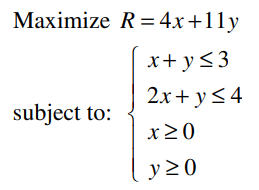 Maximize R = 4x + 11y
subject to:
x + y ≤ 3
2x + y ≤ 4
x ≥ 0
y ≥ 0